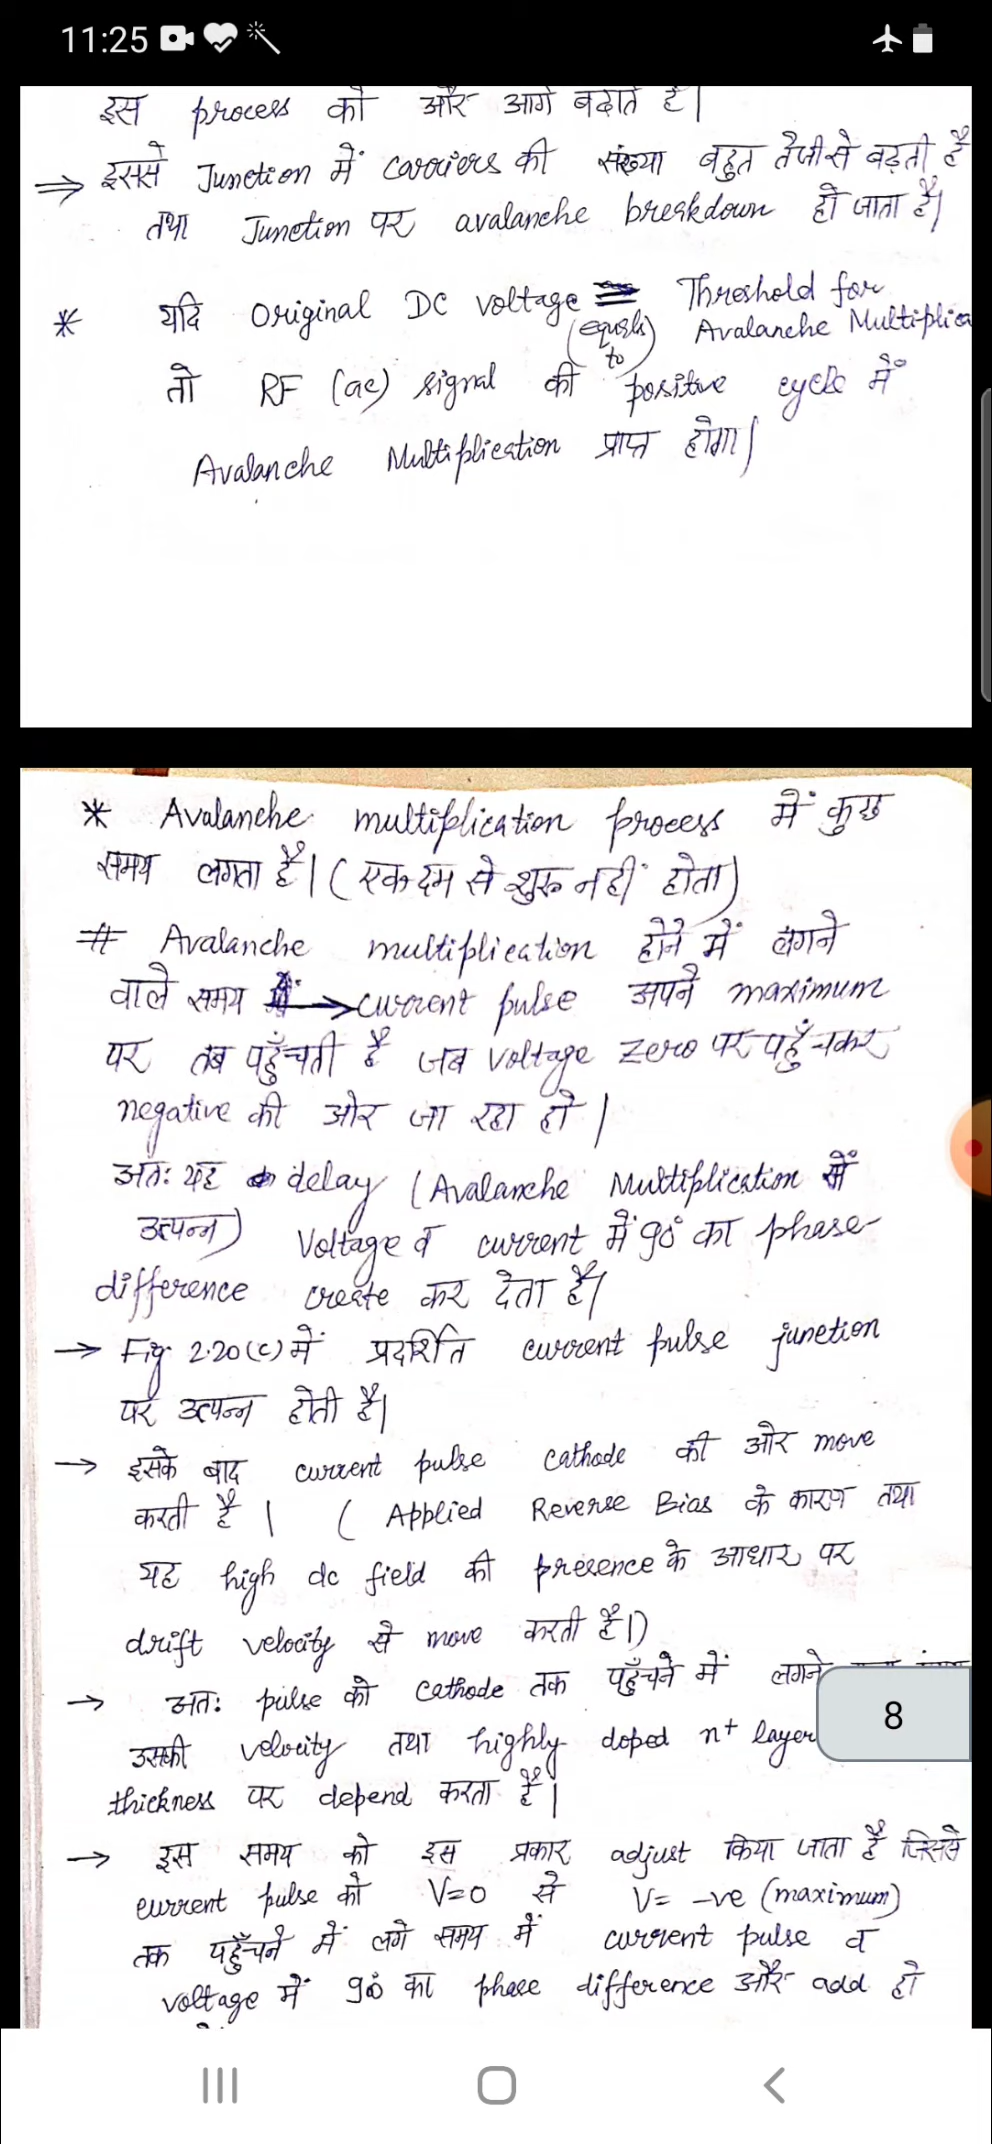 11:25
इस process को और आगे बढ़ाते हैं।
⇒ इससे Junction में carriers की संख्या बहुत तेजी से बढ़ती है
तथा Junction पर avalanche breakdown हो जाता है।
* यदि Original DC voltage = (equals to) Threshold for
Avalanche Multiplica
तो RF (ac) signal की positive cycle में
Avalanche Multiplication प्राप्त होगा।
* Avalanche multiplication process में कुछ
समय लगता है। (एकदम से शुरू नहीं होता)
# Avalanche multiplication होने में लगने
वाले समय → current pulse अपने maximum
पर तब पहुँचती है जब voltage zero पर पहुँचकर
negative की ओर जा रहा हो।
अतः यह delay (Avalanche Multiplication में
उत्पन्न) Voltage व current में 90° का phase
difference create कर देता है।
→ Fig 2.20(c) में प्रदर्शित current pulse junction
पर उत्पन्न होती है।
→ इसके बाद current pulse cathode की ओर move
करती है। ( Applied Reverse Bias के कारण तथा
यह high dc field की presence के आधार पर
drift velocity से move करती है।)
→ अतः pulse को cathode तक पहुँचने में लगने
उसकी velocity तथा highly doped n+ layer
8
thickness पर depend करता है।
→ इस समय को इस प्रकार adjust किया जाता है जिससे
current pulse को V=0 से V= -ve (maximum)
तक पहुँचने में लगे समय में current pulse व
voltage में 90° का phase difference और add हो